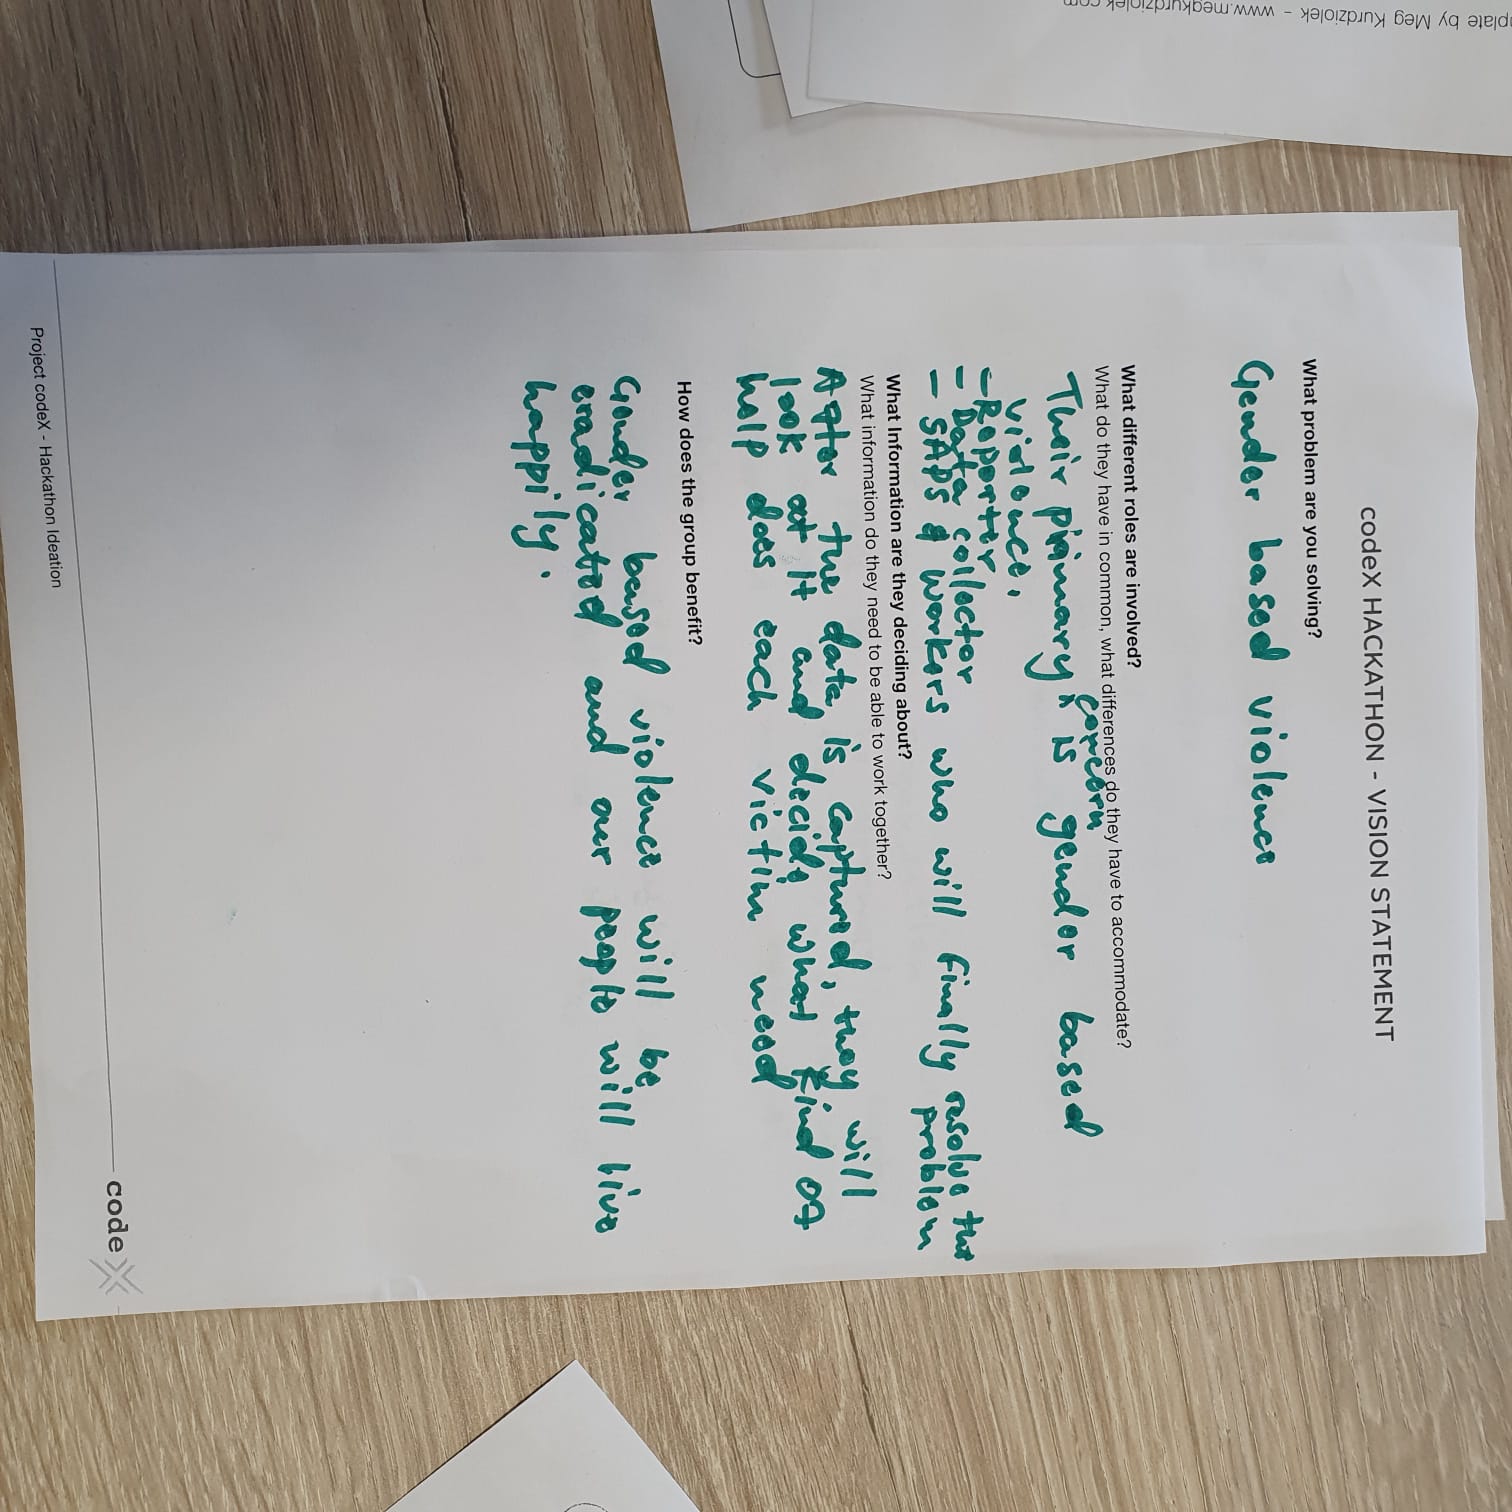 codeX HACKATHON - VISION STATEMENT
What problem are you solving?
Gender based violence
What different roles are involved?
What do they have in common, what differences do they have to accommodate?
concern
Their primary ^ is gender based
violence.
- Reporter
- Data collector
- SAPS & workers who will finally resolve the
problem
What Information are they deciding about?
What information do they need to be able to work together?
After the data is captured, they will
look at it and decide what kind of
help does each victim need
How does the group benefit?
Gender based violence will be
eradicated and our people will live
happily.
Project codeX - Hackathon Ideation
codeX
plate by Meg Kurdziolek - www.megkurdziolek.com